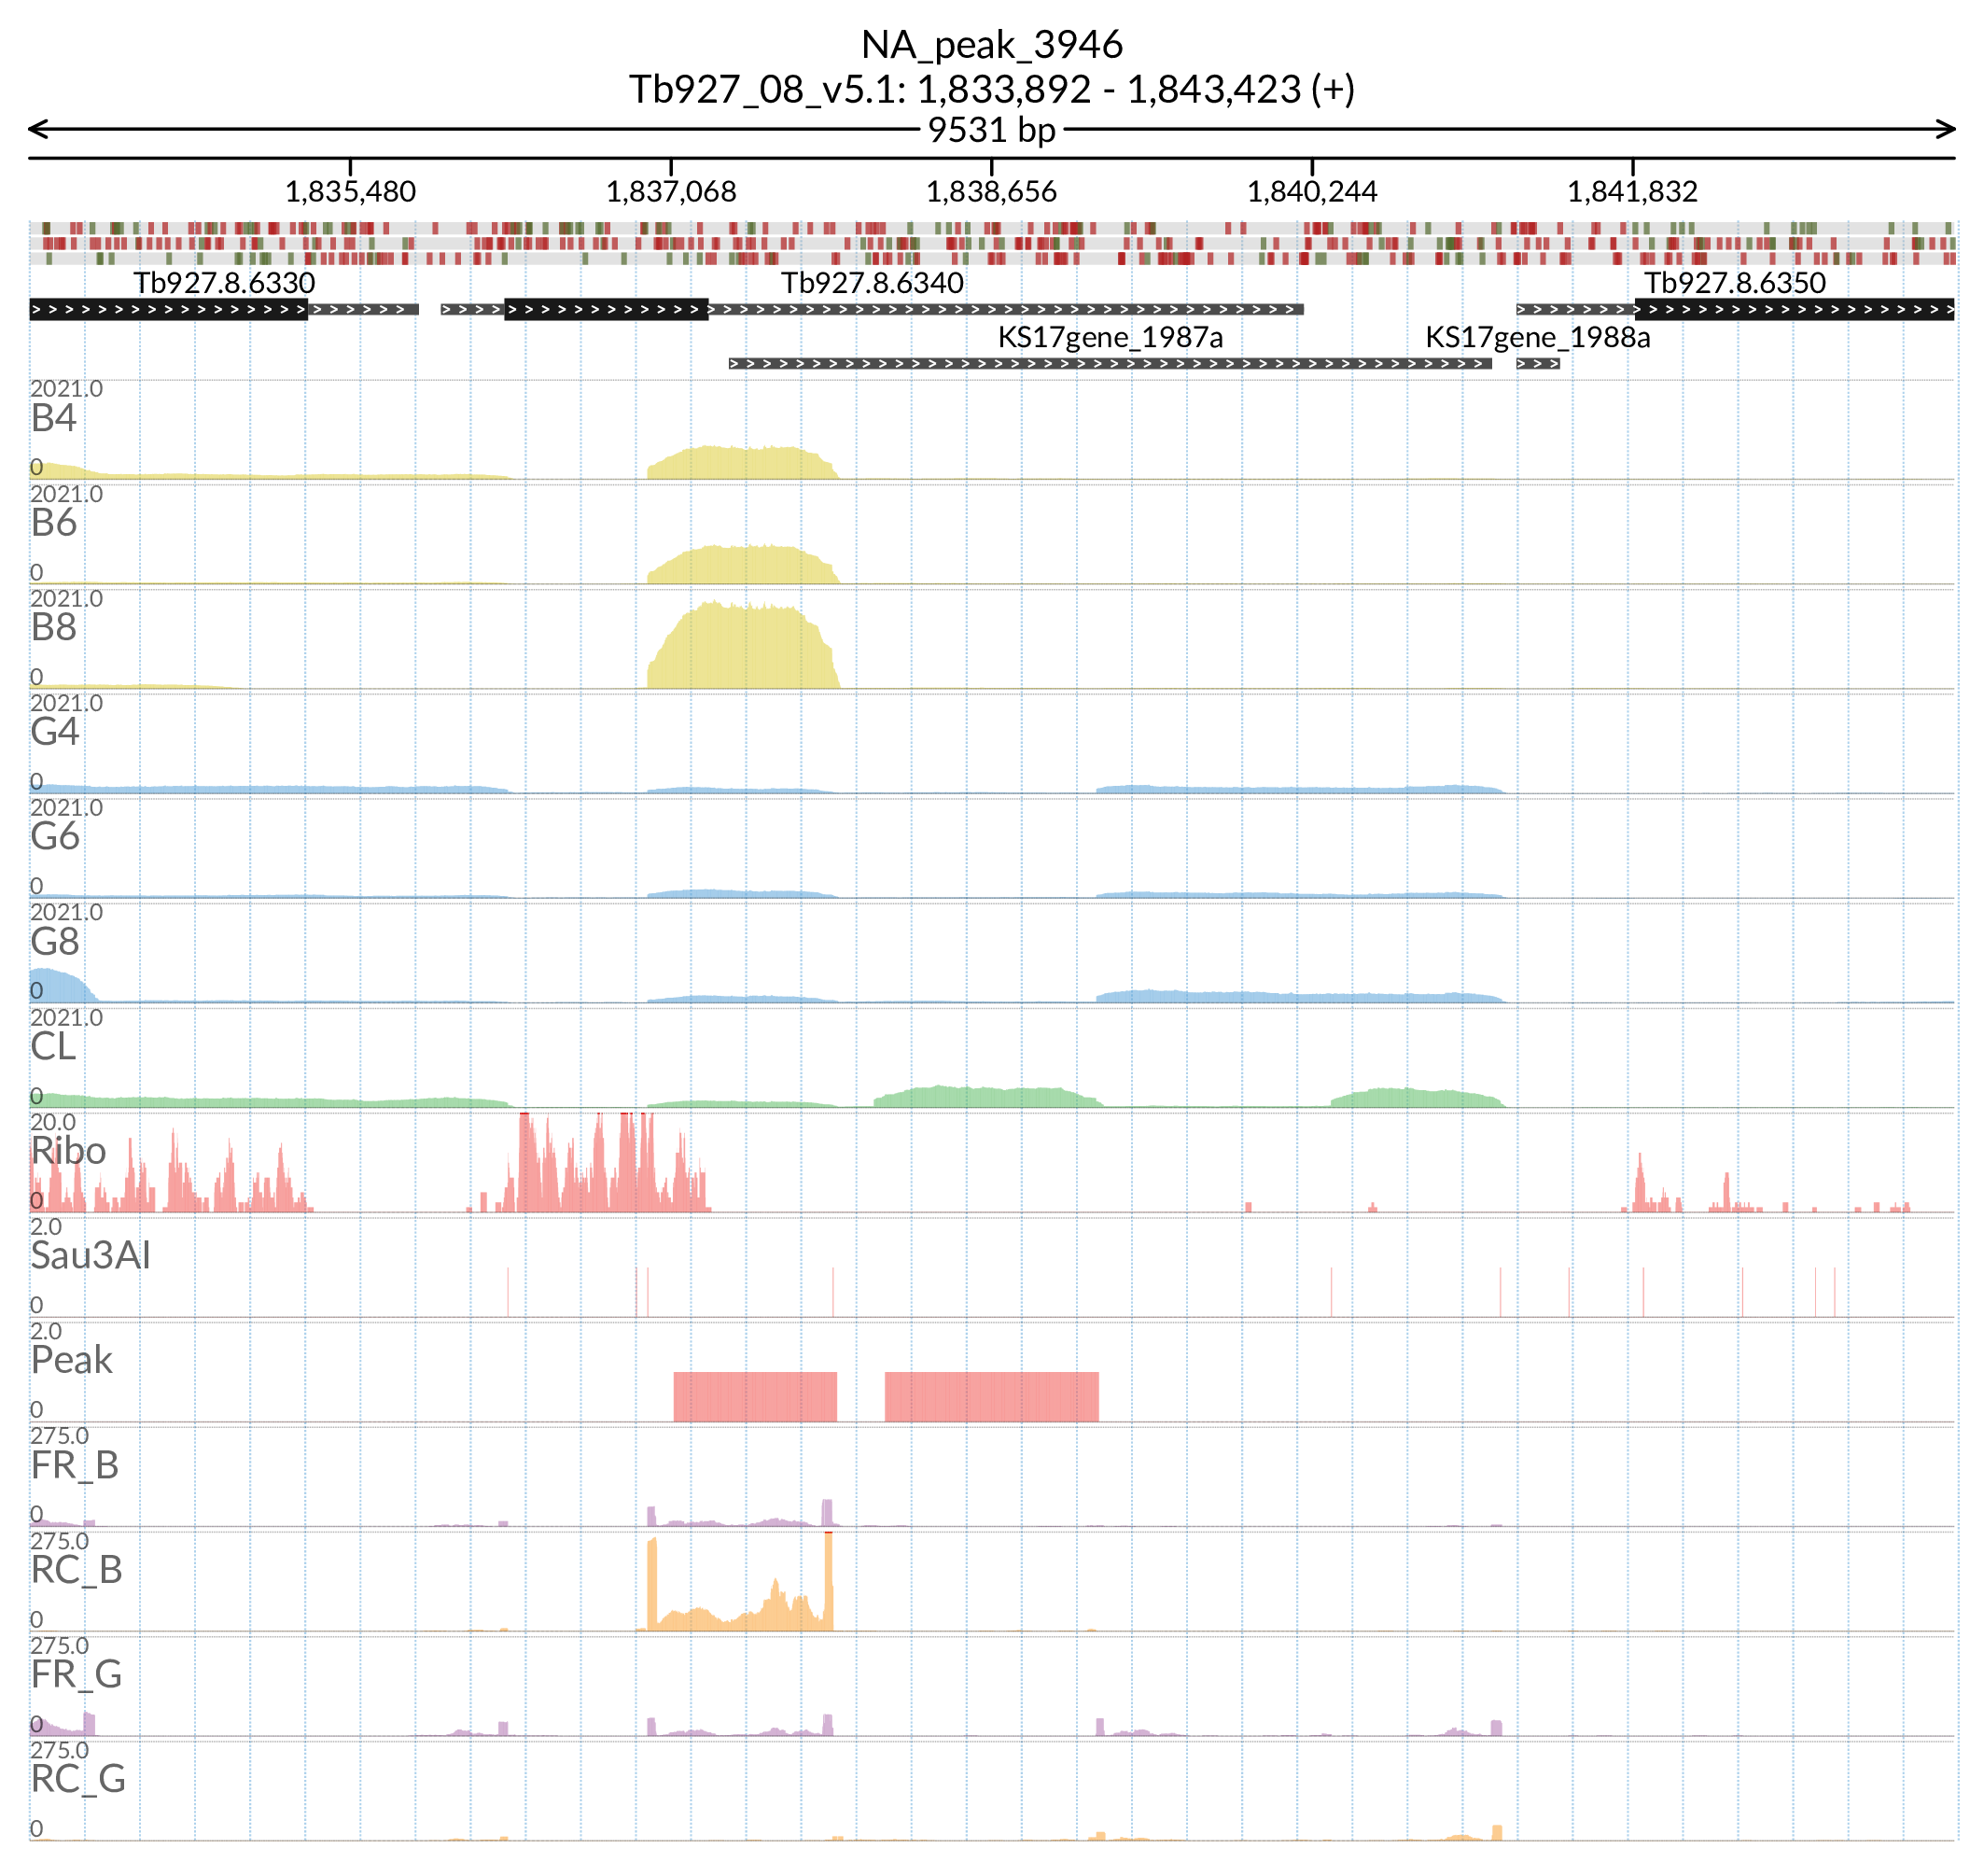 NA_peak_3946
Tb927_08_v5.1: 1,833,892 - 1,843,423 (+)
9531 bp
1,835,480 1,837,068 1,838,656 1,840,244 1,841,832
Tb927.8.6330 Tb927.8.6340 Tb927.8.6350
KS17gene_1987a KS17gene_1988a
2021.0
B4
0
2021.0
B6
0
2021.0
B8
0
2021.0
G4
0
2021.0
G6
0
2021.0
G8
0
2021.0
CL
0
20.0
Ribo
0
2.0
Sau3AI
0
2.0
Peak
0
275.0
FR_B
0
275.0
RC_B
0
275.0
FR_G
0
275.0
RC_G
0